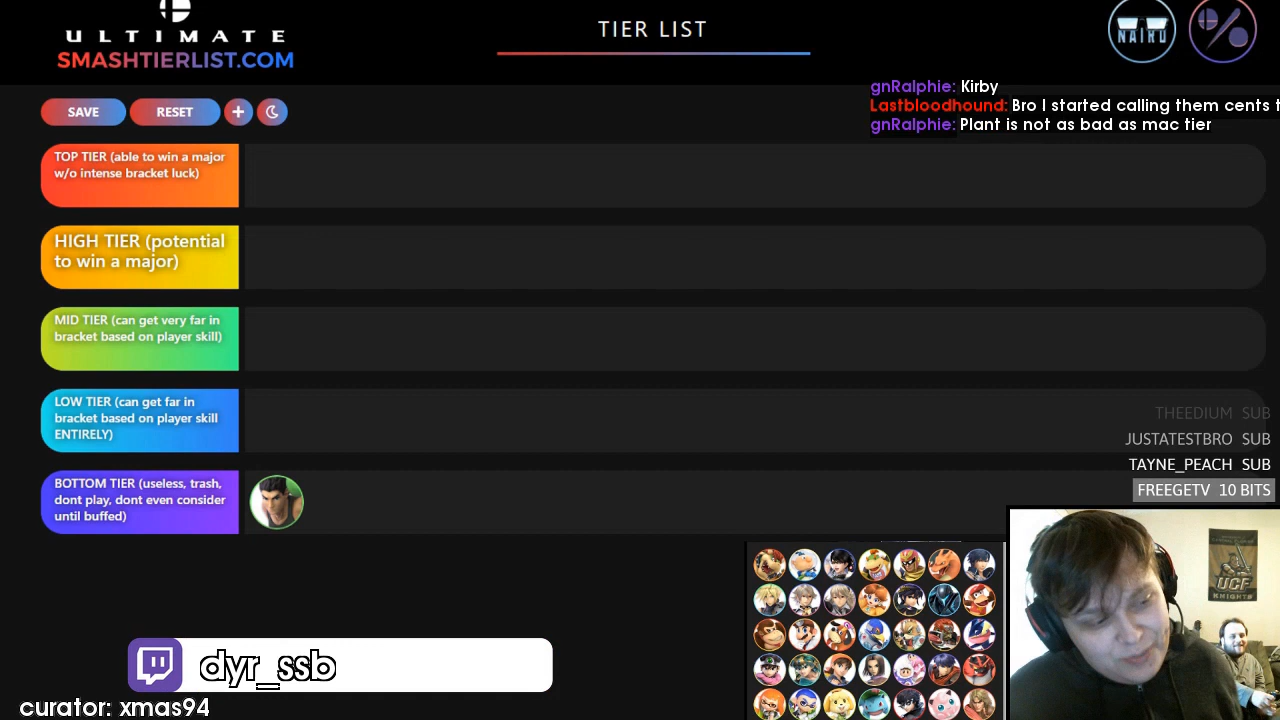 ULTIMATE
SMASHTIERLIST.COM
TIER LIST
NAIRO
SAVE
RESET
+
gnRalphie: Kirby
Lastbloodhound: Bro I started calling them cents t
gnRalphie: Plant is not as bad as mac tier
TOP TIER (able to win a major
w/o intense bracket luck)
HIGH TIER (potential
to win a major)
MID TIER (can get very far in
bracket based on player skill)
LOW TIER (can get far in
bracket based on player skill
ENTIRELY)
BOTTOM TIER (useless, trash,
dont play, dont even consider
until buffed)
THEEDIUM SUB
JUSTATESTBRO SUB
TAYNE_PEACH SUB
FREEGETV 10 BITS
UCF
KNIGHTS
dyr_ssb
curator: xmas94